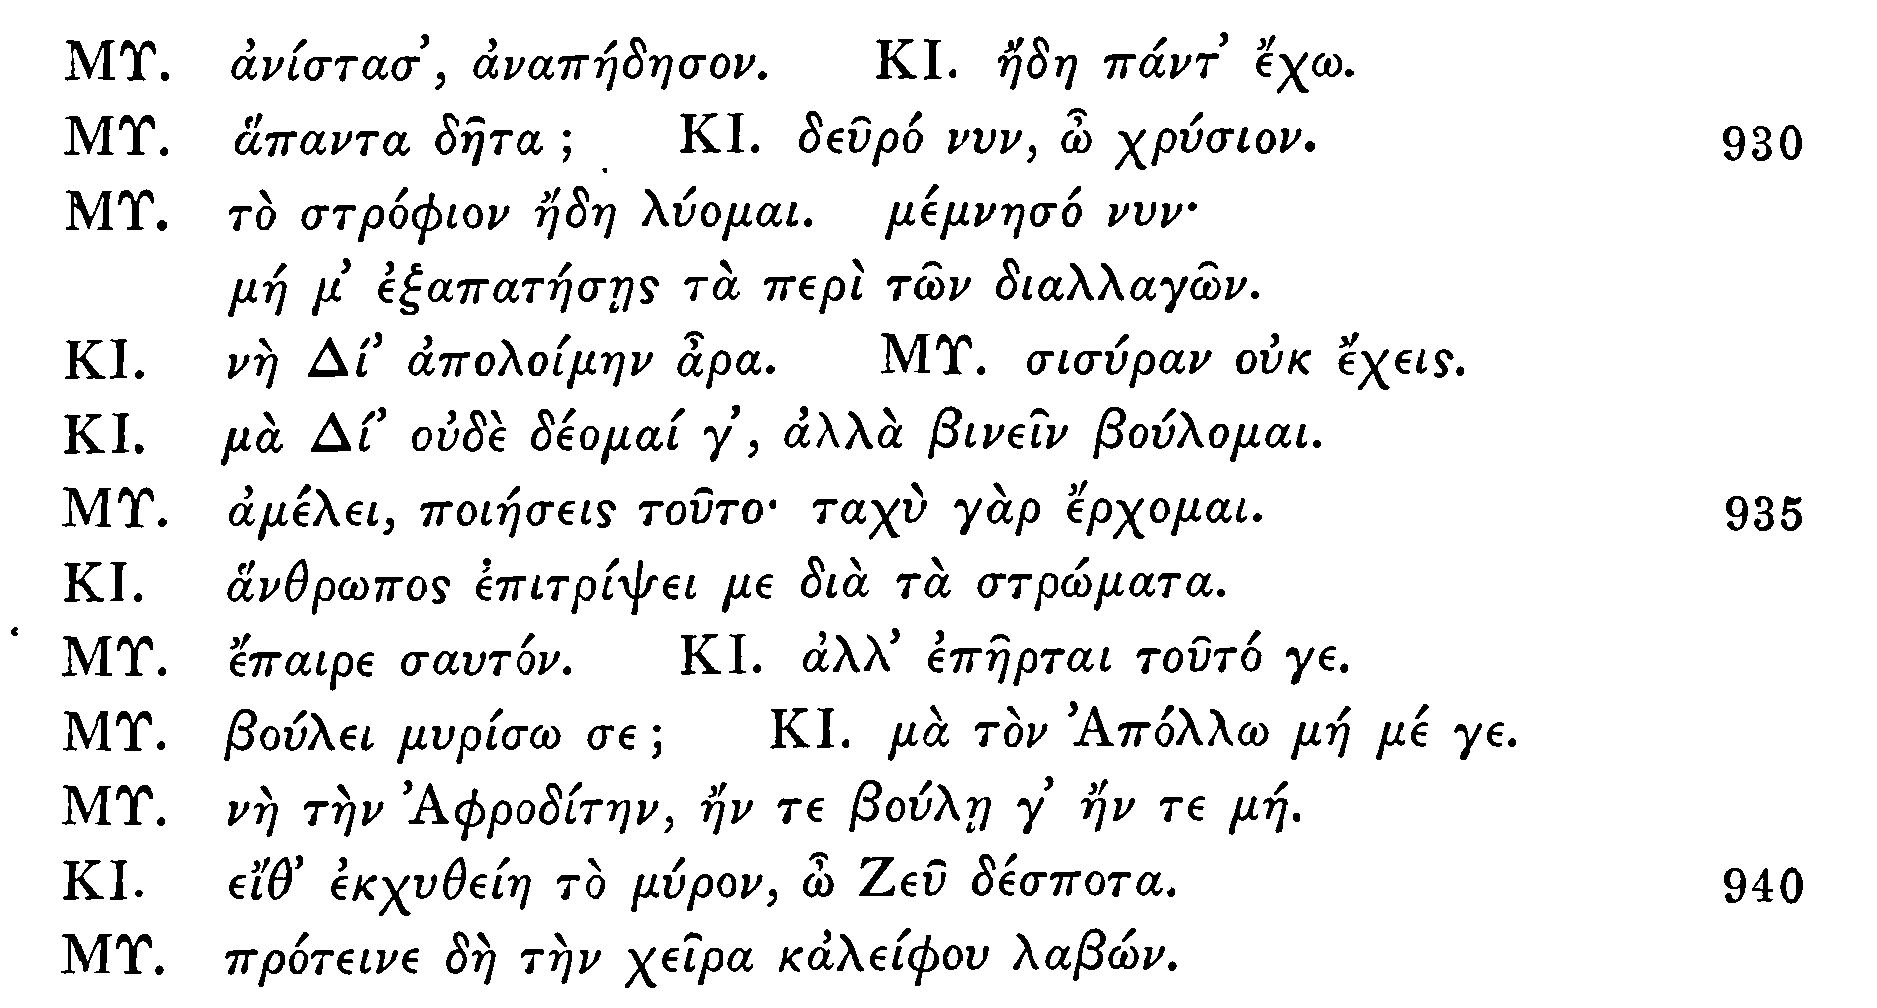 ΜΥ. ἀνίστασ’, ἀναπήδησον. ΚΙ. ἤδη πάντ’ ἔχω.
ΜΥ. ἅπαντα δῆτα; ΚΙ. δεῦρό νυν, ὦ χρύσιον. 930
ΜΥ. τὸ στρόφιον ἤδη λύομαι. μέμνησό νυν·
μή μ’ ἐξαπατήσῃς τὰ περὶ τῶν διαλλαγῶν.
ΚΙ. νὴ Δί’ ἀπολοίμην ἆρα. ΜΥ. σισύραν οὐκ ἔχεις.
ΚΙ. μὰ Δί’ οὐδὲ δέομαί γ’, ἀλλὰ βινεῖν βούλομαι.
ΜΥ. ἀμέλει, ποιήσεις τοῦτο· ταχὺ γὰρ ἔρχομαι. 935
ΚΙ. ἅνθρωπος ἐπιτρίψει με διὰ τὰ στρώματα.
ΜΥ. ἔπαιρε σαυτόν. ΚΙ. ἀλλ’ ἐπῆρται τοῦτό γε.
ΜΥ. βούλει μυρίσω σε; ΚΙ. μὰ τὸν Ἀπόλλω μή μέ γε.
ΜΥ. νὴ τὴν Ἀφροδίτην, ἤν τε βούλῃ γ’ ἤν τε μή.
ΚΙ. εἴθ’ ἐκχυθείη τὸ μύρον, ὦ Ζεῦ δέσποτα. 940
ΜΥ. πρότεινε δὴ τὴν χεῖρα κἀλείφου λαβών.